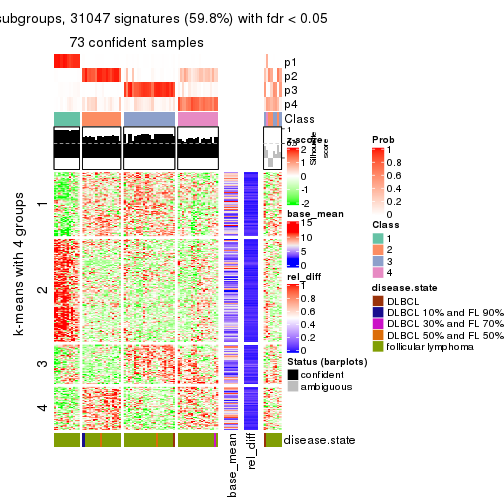 subgroups, 31047 signatures (59.8%) with fdr < 0.05
73 confident samples
p1
p2
p3
p4
Class
1
0
Silhouette
score
z-score
2
1
0
-1
-2
base_mean
15
10
5
0
rel_diff
1
0.8
0.6
0.4
0.2
0
Status (barplots)
confident
ambiguous
Prob
1
0.8
0.6
0.4
0.2
0
Class
1
2
3
4
disease.state
DLBCL
DLBCL 10% and FL 90%
DLBCL 30% and FL 70%
DLBCL 50% and FL 50%
follicular lymphoma
k-means with 4 groups
1
2
3
4
disease.state
base_mean
rel_diff